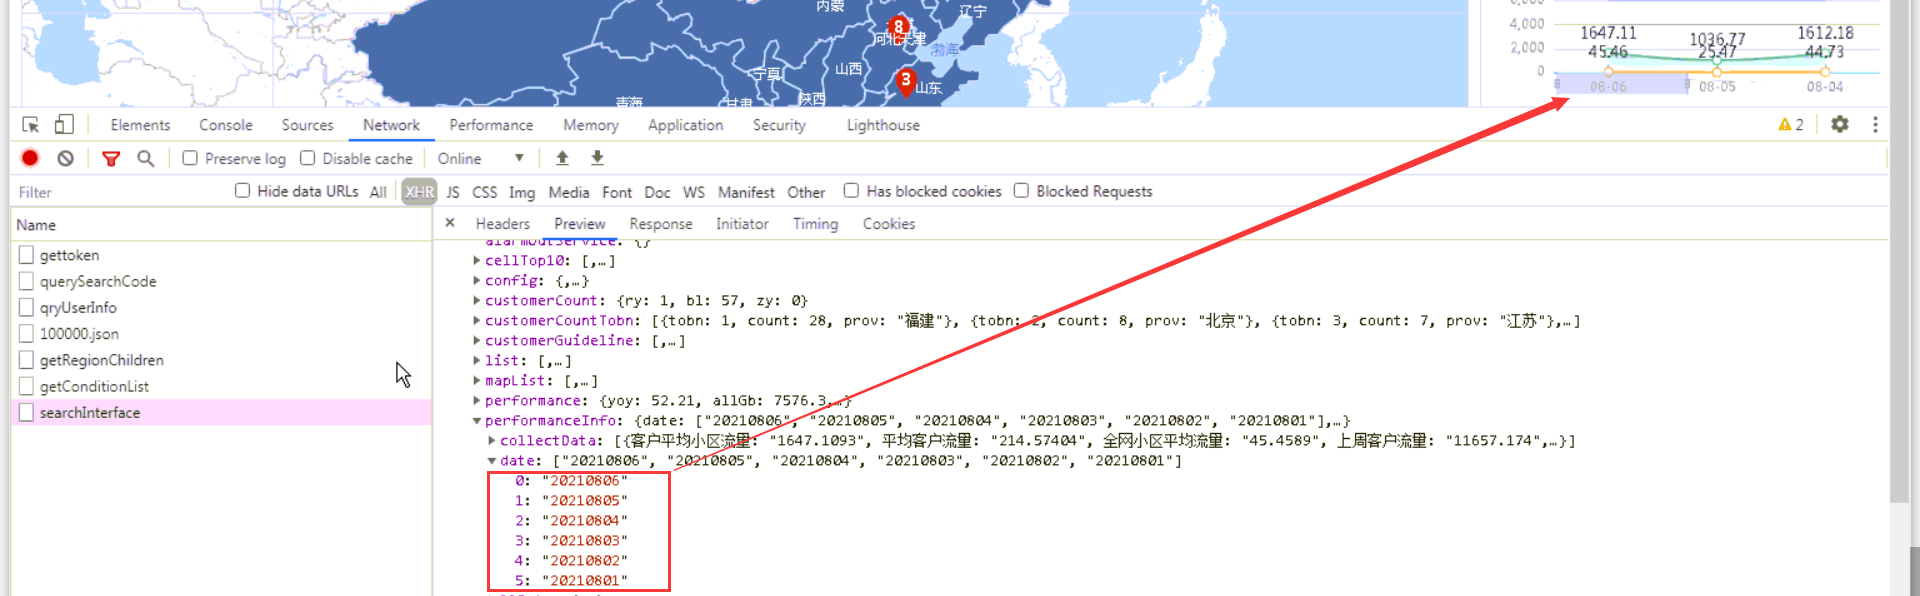 内蒙
辽宁
8
河北天津
渤海
宁夏
山西
3
山东
青海
甘肃
陕西
4,000
2,000
0
1647.11
1036.77
1612.18
45.46
25.47
44.73
08-06
08-05
08-04
Elements Console Sources Network Performance Memory Application Security Lighthouse 2
Preserve log Disable cache Online
Filter Hide data URLs All XHR JS CSS Img Media Font Doc WS Manifest Other Has blocked cookies Blocked Requests
Name
× Headers Preview Response Initiator Timing Cookies
gettoken
querySearchCode
qryUserInfo
100000.json
getRegionChildren
getConditionList
searchInterface
alarmOutService: {}
cellTop10: [,…]
config: {,…}
customerCount: {ry: 1, bl: 57, zy: 0}
customerCountTobn: [{tobn: 1, count: 28, prov: "福建"}, {tobn: 2, count: 8, prov: "北京"}, {tobn: 3, count: 7, prov: "江苏"},…]
customerGuideline: [,…]
list: [,…]
mapList: [,…]
performance: {yoy: 52.21, allGb: 7576.3,…}
performanceInfo: {date: ["20210806", "20210805", "20210804", "20210803", "20210802", "20210801"],…}
collectData: [{客户平均小区流量: "1647.1093", 平均客户流量: "214.57404", 全网小区平均流量: "45.4589", 上周客户流量: "11657.174",…}]
date: ["20210806", "20210805", "20210804", "20210803", "20210802", "20210801"]
0: "20210806"
1: "20210805"
2: "20210804"
3: "20210803"
4: "20210802"
5: "20210801"